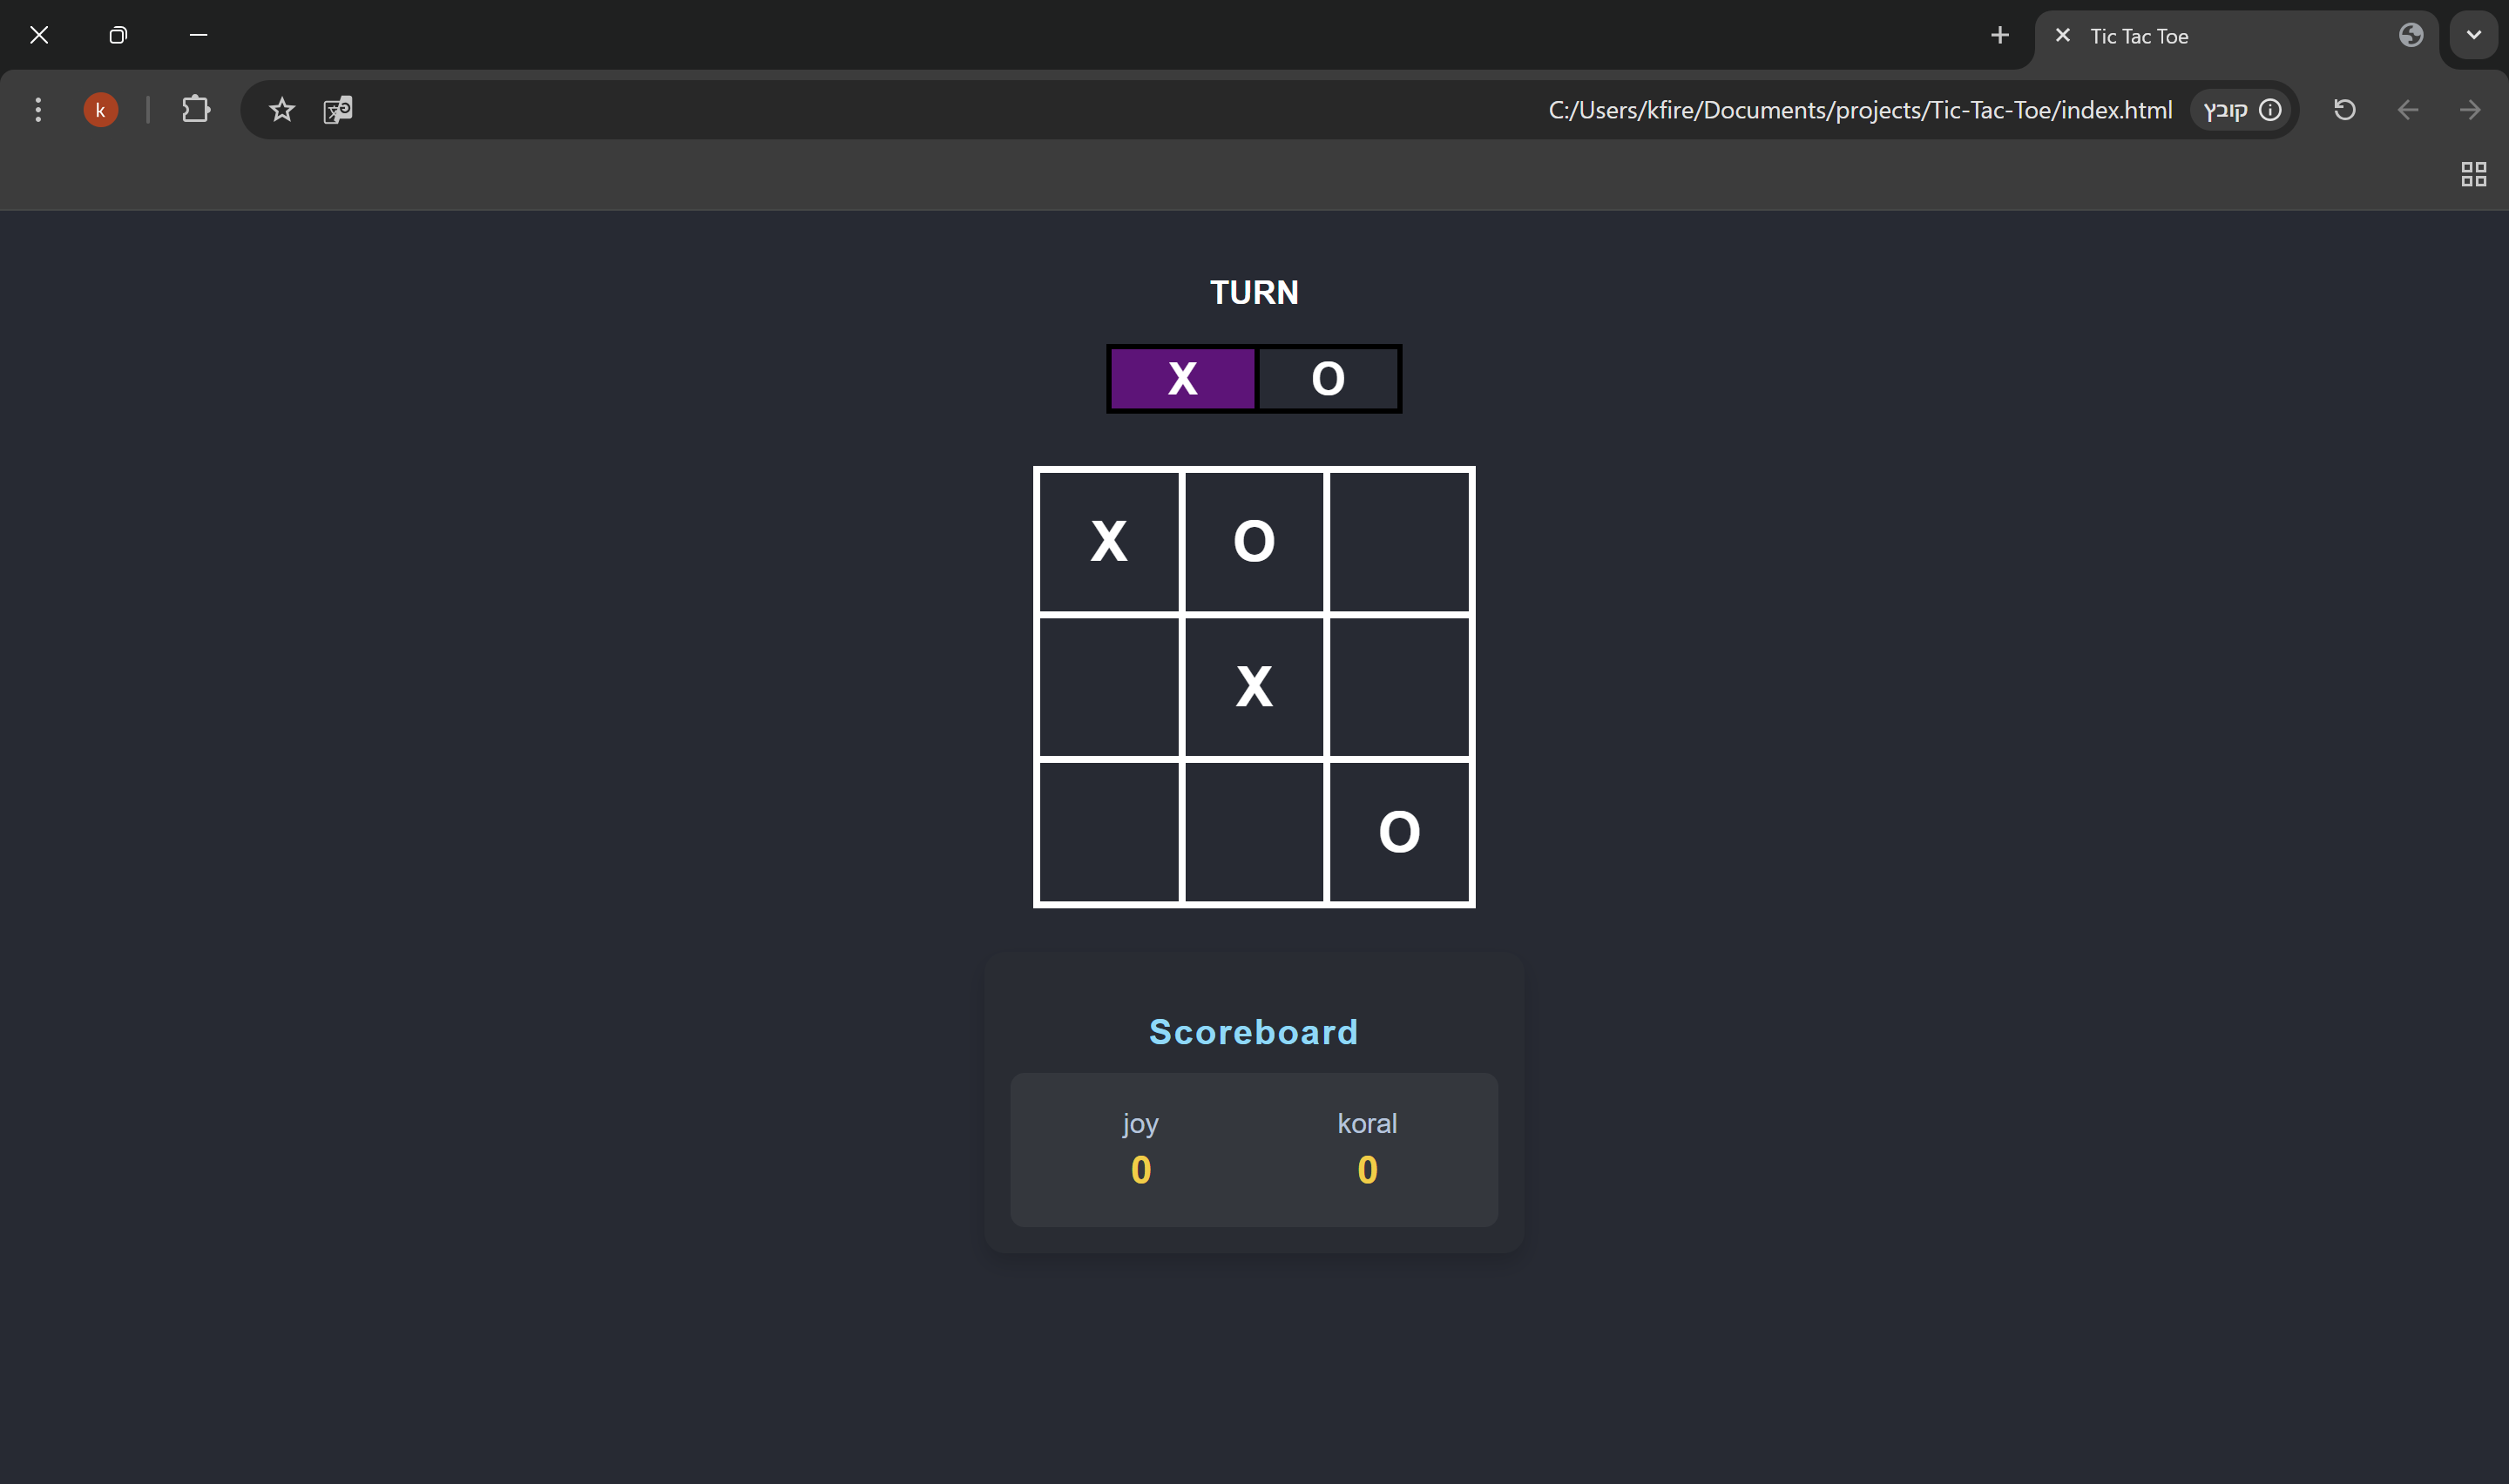 Tic Tac Toe
k
C:/Users/kfire/Documents/projects/Tic-Tac-Toe/index.html קובץ
TURN
X O
X O
X
O
Scoreboard
joy koral
0 0